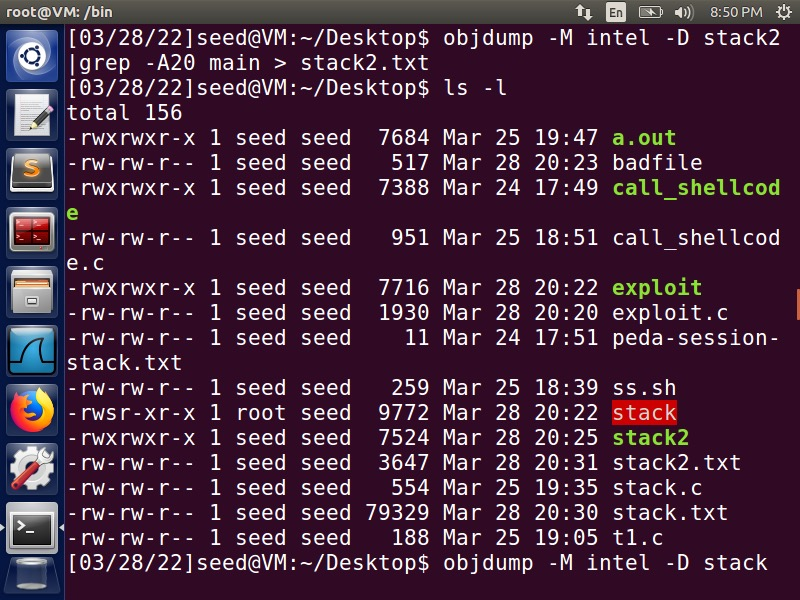 root@VM: /bin
En
8:50 PM
[03/28/22]seed@VM:~/Desktop$ objdump -M intel -D stack2
|grep -A20 main > stack2.txt
[03/28/22]seed@VM:~/Desktop$ ls -l
total 156
-rwxrwxr-x 1 seed seed  7684 Mar 25 19:47 a.out
-rw-rw-r-- 1 seed seed   517 Mar 28 20:23 badfile
-rwxrwxr-x 1 seed seed  7388 Mar 24 17:49 call_shellcod
e
-rw-rw-r-- 1 seed seed   951 Mar 25 18:51 call_shellcod
e.c
-rwxrwxr-x 1 seed seed  7716 Mar 28 20:22 exploit
-rw-rw-r-- 1 seed seed  1930 Mar 28 20:20 exploit.c
-rw-rw-r-- 1 seed seed    11 Mar 24 17:51 peda-session-
stack.txt
-rw-rw-r-- 1 seed seed   259 Mar 25 18:39 ss.sh
-rwsr-xr-x 1 root seed  9772 Mar 28 20:22 stack
-rwxrwxr-x 1 seed seed  7524 Mar 28 20:25 stack2
-rw-rw-r-- 1 seed seed  3647 Mar 28 20:31 stack2.txt
-rw-rw-r-- 1 seed seed   554 Mar 25 19:35 stack.c
-rw-rw-r-- 1 seed seed 79329 Mar 28 20:30 stack.txt
-rw-rw-r-- 1 seed seed   188 Mar 25 19:05 t1.c
[03/28/22]seed@VM:~/Desktop$ objdump -M intel -D stack